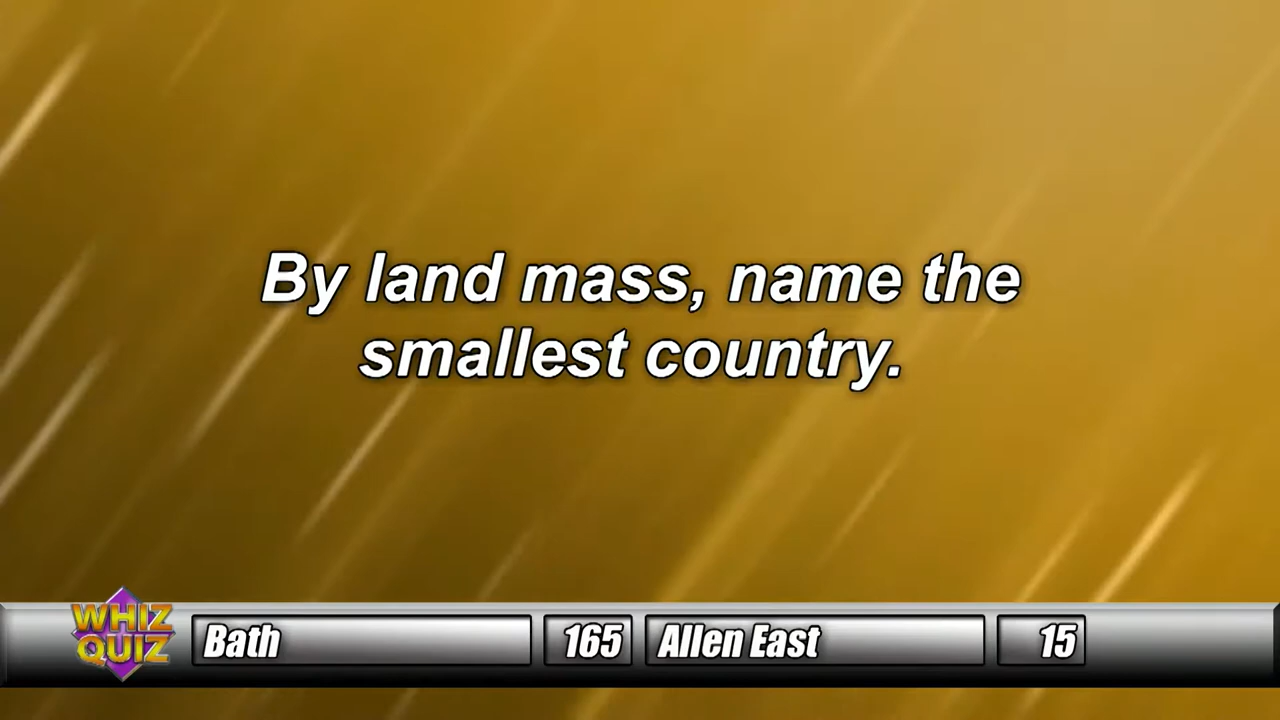 By land mass, name the
smallest country.
WHIZ
QUIZ
Bath 165 Allen East 15